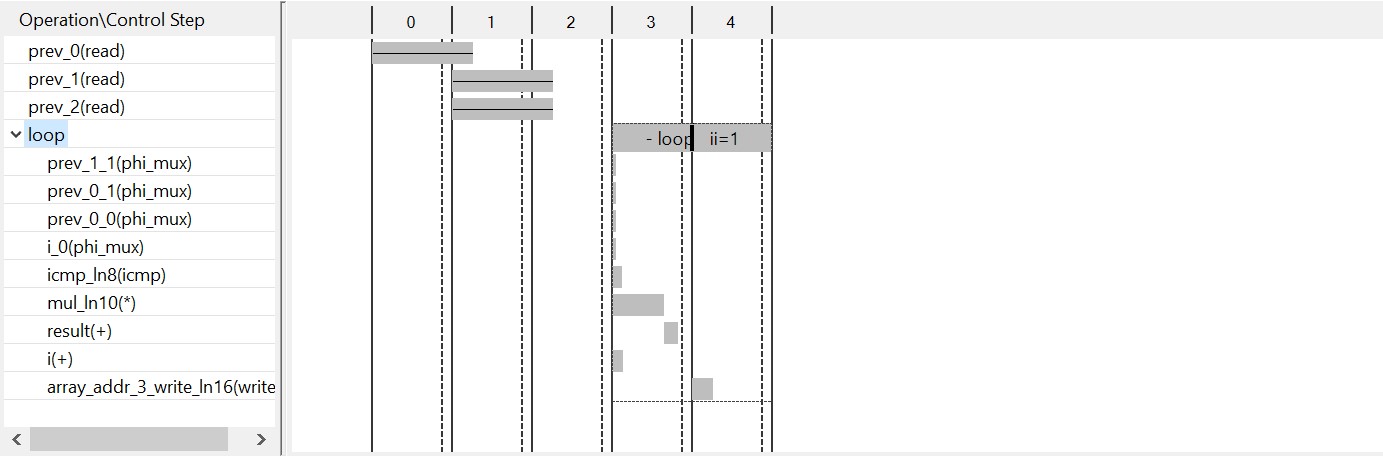 Operation\Control Step 0 1 2 3 4
prev_0(read)
prev_1(read)
prev_2(read)
loop - loop ii=1
prev_1_1(phi_mux)
prev_0_1(phi_mux)
prev_0_0(phi_mux)
i_0(phi_mux)
icmp_ln8(icmp)
mul_ln10(*)
result(+)
i(+)
array_addr_3_write_ln16(write